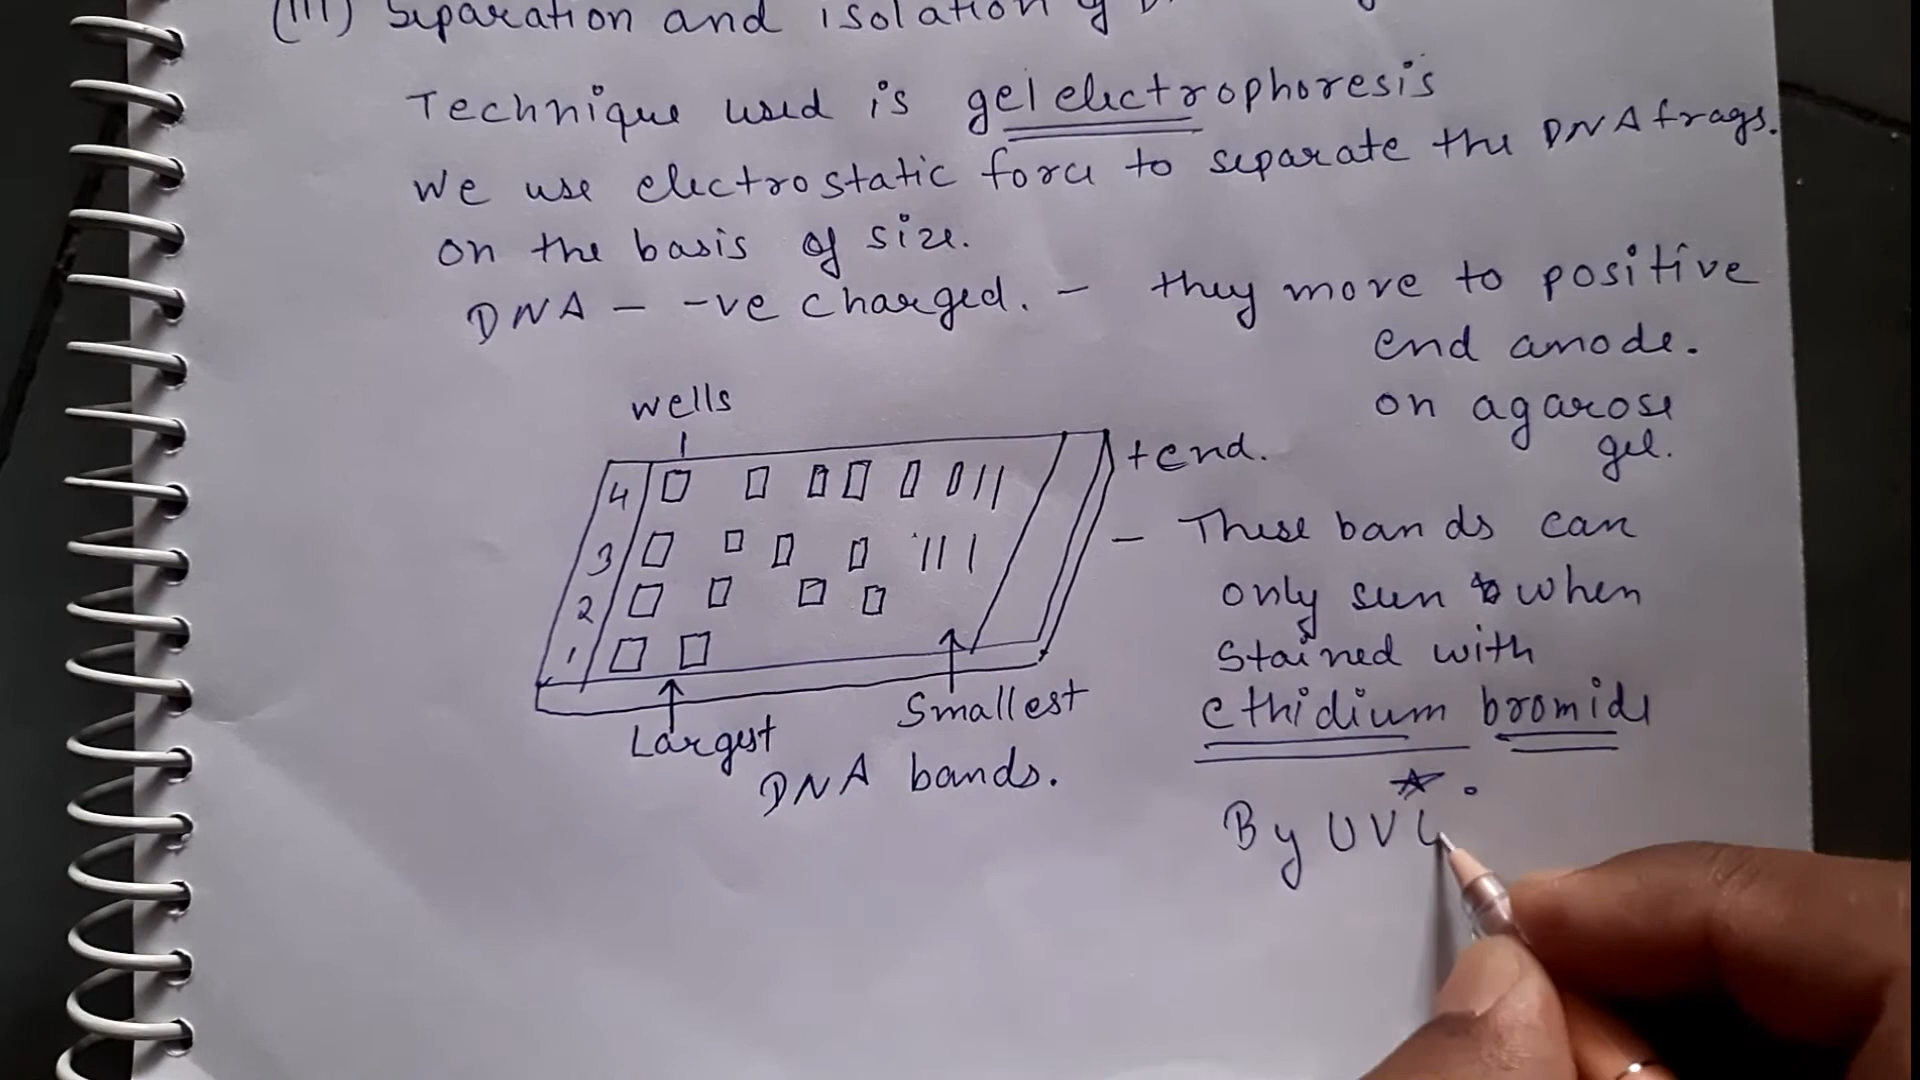 (III) Separation and isolation of
Technique used is gel electrophoresis
We use electrostatic force to separate the DNA frags.
on the basis of size.
DNA - -ve charged. - they move to positive
end anode.
on agarose
gel.
wells
+ end.
4
3
2
1
Largest
Smallest
DNA bands.
- These bands can
only seen when
stained with
ethidium bromide
By UV